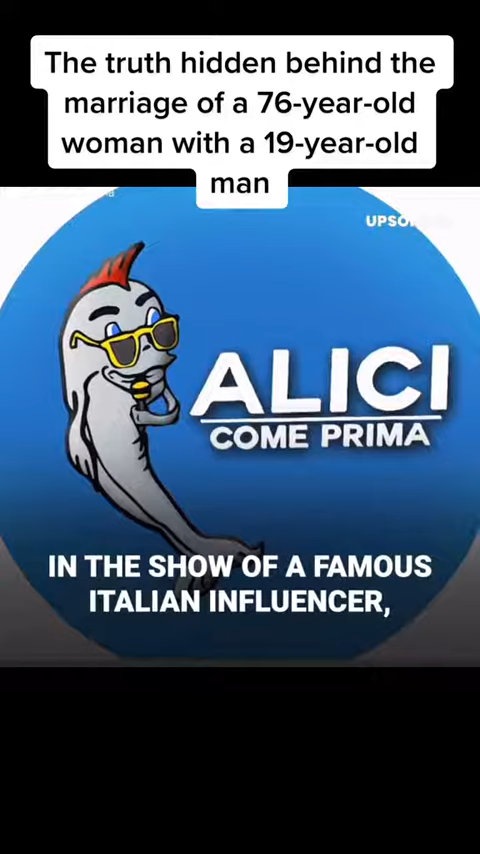 The truth hidden behind the
marriage of a 76-year-old
woman with a 19-year-old
man
ALICI
COME PRIMA
IN THE SHOW OF A FAMOUS
ITALIAN INFLUENCER,